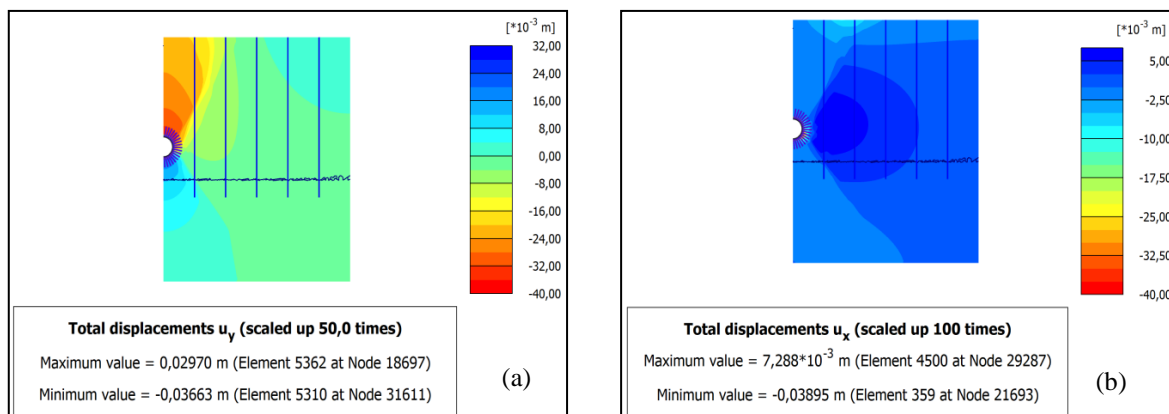 [*10⁻³ m]
32,00
24,00
16,00
8,00
0,00
-8,00
-16,00
-24,00
-32,00
-40,00
Total displacements uy (scaled up 50,0 times)
Maximum value = 0,02970 m (Element 5362 at Node 18697)
Minimum value = -0,03663 m (Element 5310 at Node 31611)
(a)
[*10⁻³ m]
5,00
-2,50
-10,00
-17,50
-25,00
-32,50
-40,00
Total displacements ux (scaled up 100 times)
Maximum value = 7,288*10⁻³ m (Element 4500 at Node 29287)
Minimum value = -0,03895 m (Element 359 at Node 21693)
(b)